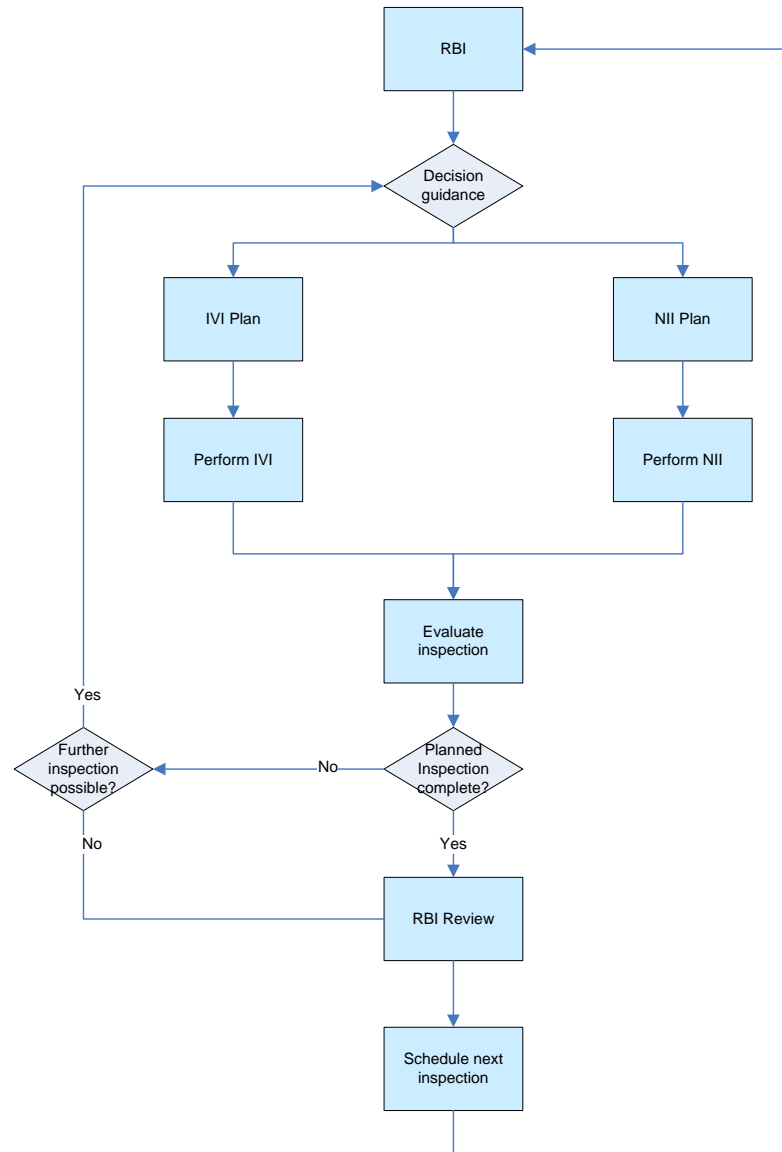 RBI
Decision
guidance
IVI Plan
NII Plan
Perform IVI
Perform NII
Evaluate
inspection
Yes
Further
inspection
possible?
No
Planned
Inspection
complete?
No
Yes
RBI Review
Schedule next
inspection